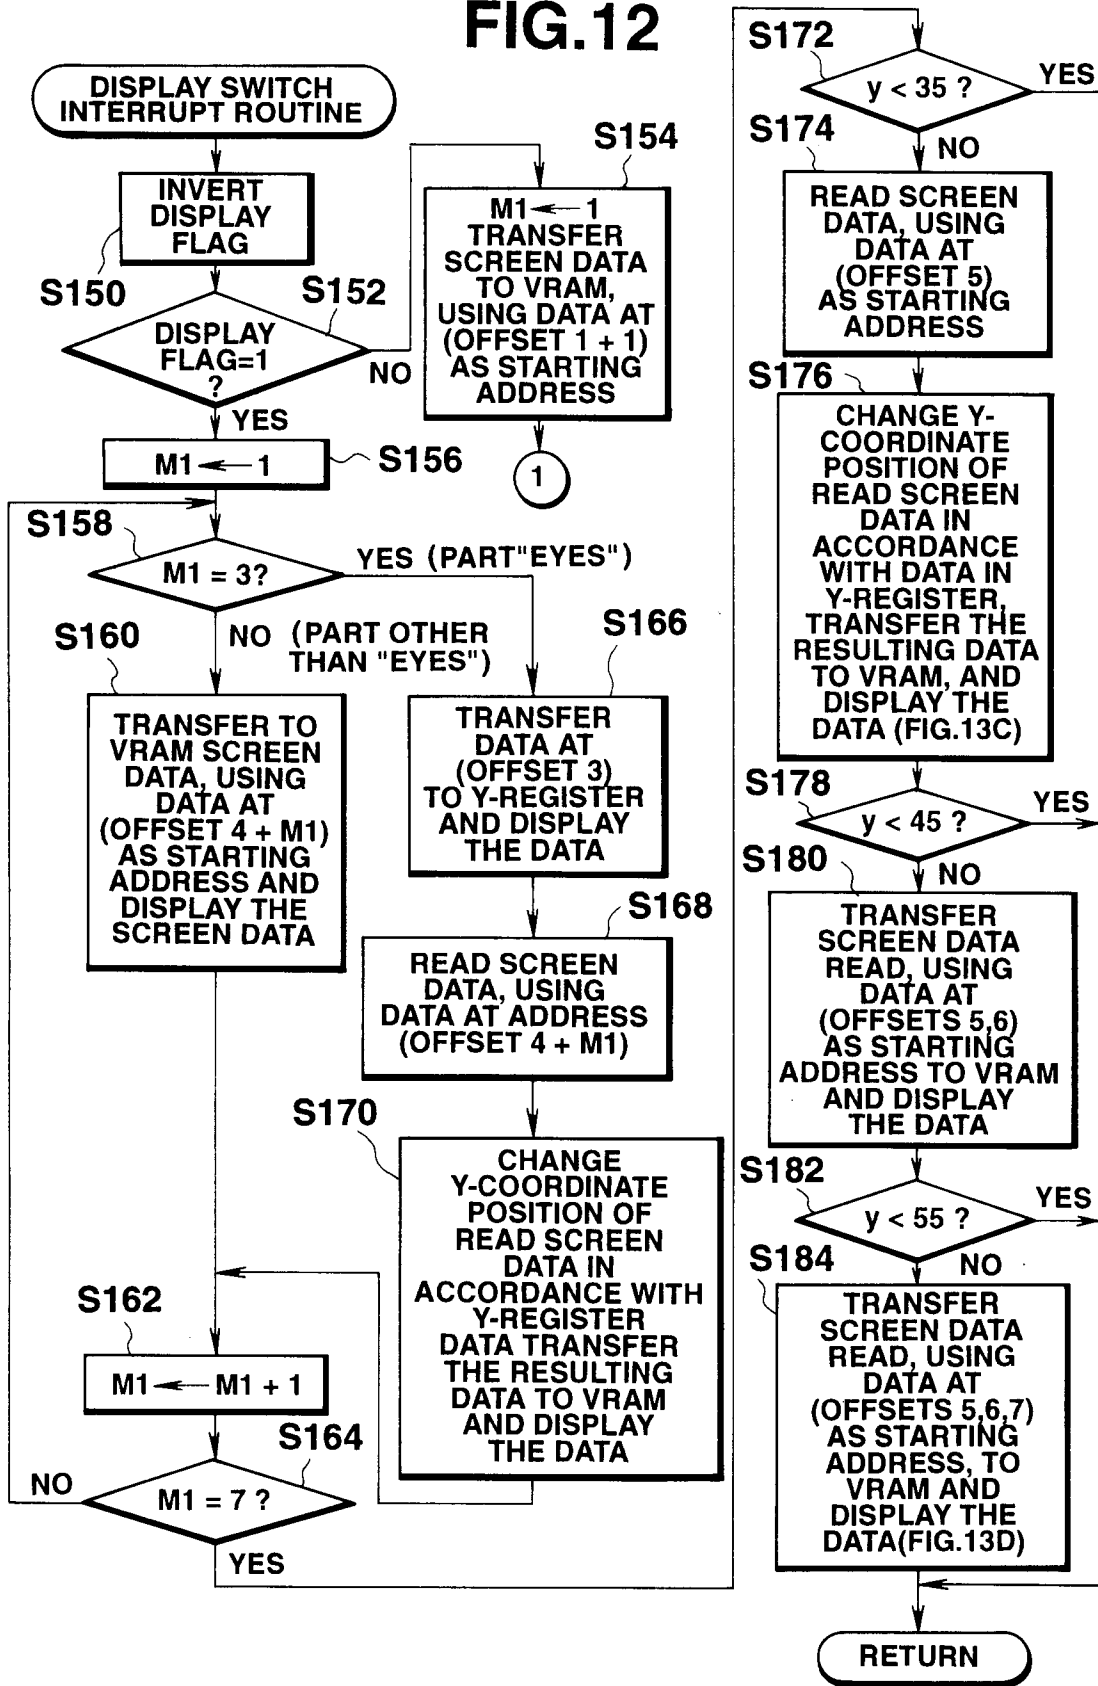 FIG.12
DISPLAY SWITCH
INTERRUPT ROUTINE
INVERT
DISPLAY
FLAG
S150
S152
DISPLAY
FLAG=1
?
NO
YES
S154
M1 ← 1
TRANSFER
SCREEN DATA
TO VRAM,
USING DATA AT
(OFFSET 1 + 1)
AS STARTING
ADDRESS
1
M1 ← 1
S156
S158
M1 = 3?
YES (PART"EYES")
NO (PART OTHER
THAN "EYES")
S160
TRANSFER TO
VRAM SCREEN
DATA, USING
DATA AT
(OFFSET 4 + M1)
AS STARTING
ADDRESS AND
DISPLAY THE
SCREEN DATA
S166
TRANSFER
DATA AT
(OFFSET 3)
TO Y-REGISTER
AND DISPLAY
THE DATA
S168
READ SCREEN
DATA, USING
DATA AT ADDRESS
(OFFSET 4 + M1)
S170
CHANGE
Y-COORDINATE
POSITION OF
READ SCREEN
DATA IN
ACCORDANCE WITH
Y-REGISTER
DATA TRANSFER
THE RESULTING
DATA TO VRAM
AND DISPLAY
THE DATA
S162
M1 ← M1 + 1
S164
M1 = 7 ?
NO
YES
S172
y < 35 ?
YES
NO
S174
READ SCREEN
DATA, USING
DATA AT
(OFFSET 5)
AS STARTING
ADDRESS
S176
CHANGE Y-
COORDINATE
POSITION OF
READ SCREEN
DATA IN
ACCORDANCE
WITH DATA IN
Y-REGISTER,
TRANSFER THE
RESULTING DATA
TO VRAM, AND
DISPLAY THE
DATA (FIG.13C)
S178
y < 45 ?
YES
NO
S180
TRANSFER
SCREEN DATA
READ, USING
DATA AT
(OFFSETS 5,6)
AS STARTING
ADDRESS TO VRAM
AND DISPLAY
THE DATA
S182
y < 55 ?
YES
NO
S184
TRANSFER
SCREEN DATA
READ, USING
DATA AT
(OFFSETS 5,6,7)
AS STARTING
ADDRESS, TO
VRAM AND
DISPLAY THE
DATA(FIG.13D)
RETURN